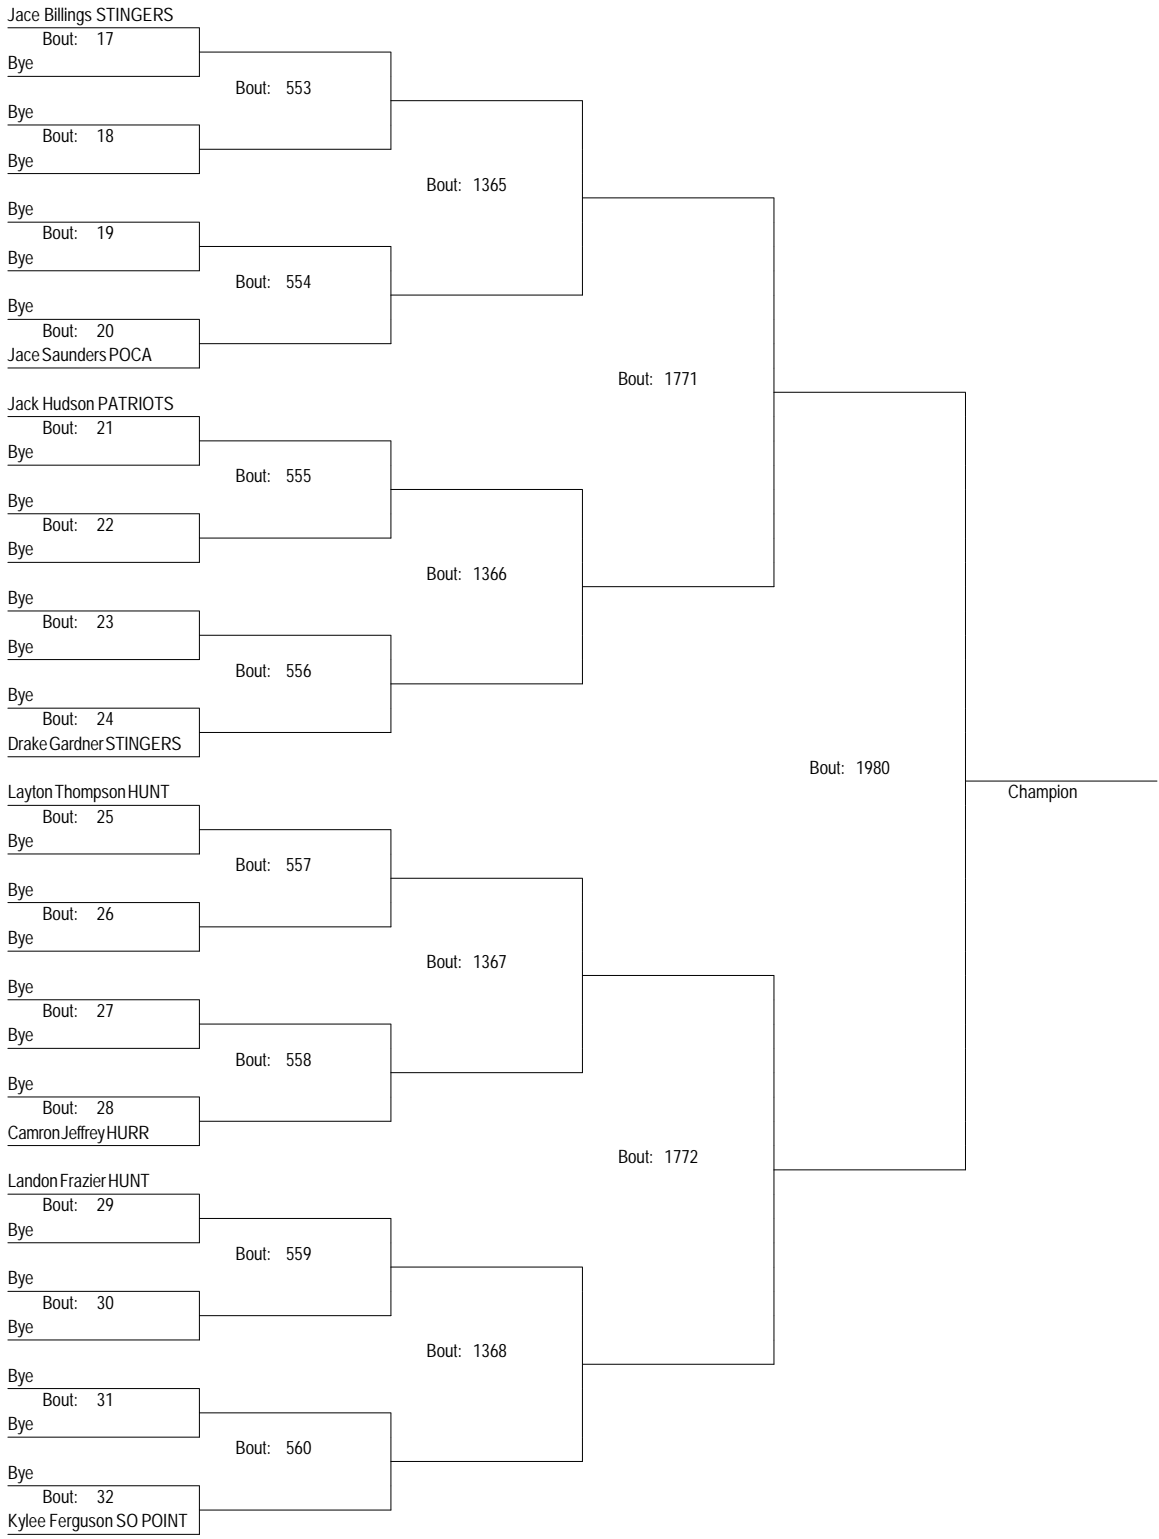 Jace Billings STINGERS
Bout: 17
Bye
Bout: 553
Bye
Bout: 18
Bye
Bout: 1365
Bye
Bout: 19
Bye
Bout: 554
Bye
Bout: 20
Jace Saunders POCA
Bout: 1771
Jack Hudson PATRIOTS
Bout: 21
Bye
Bout: 555
Bye
Bout: 22
Bye
Bout: 1366
Bye
Bout: 23
Bye
Bout: 556
Bye
Bout: 24
Drake Gardner STINGERS
Bout: 1980
Champion
Layton Thompson HUNT
Bout: 25
Bye
Bout: 557
Bye
Bout: 26
Bye
Bout: 1367
Bye
Bout: 27
Bye
Bout: 558
Bye
Bout: 28
Camron Jeffrey HURR
Bout: 1772
Landon Frazier HUNT
Bout: 29
Bye
Bout: 559
Bye
Bout: 30
Bye
Bout: 1368
Bye
Bout: 31
Bye
Bout: 560
Bye
Bout: 32
Kylee Ferguson SO POINT